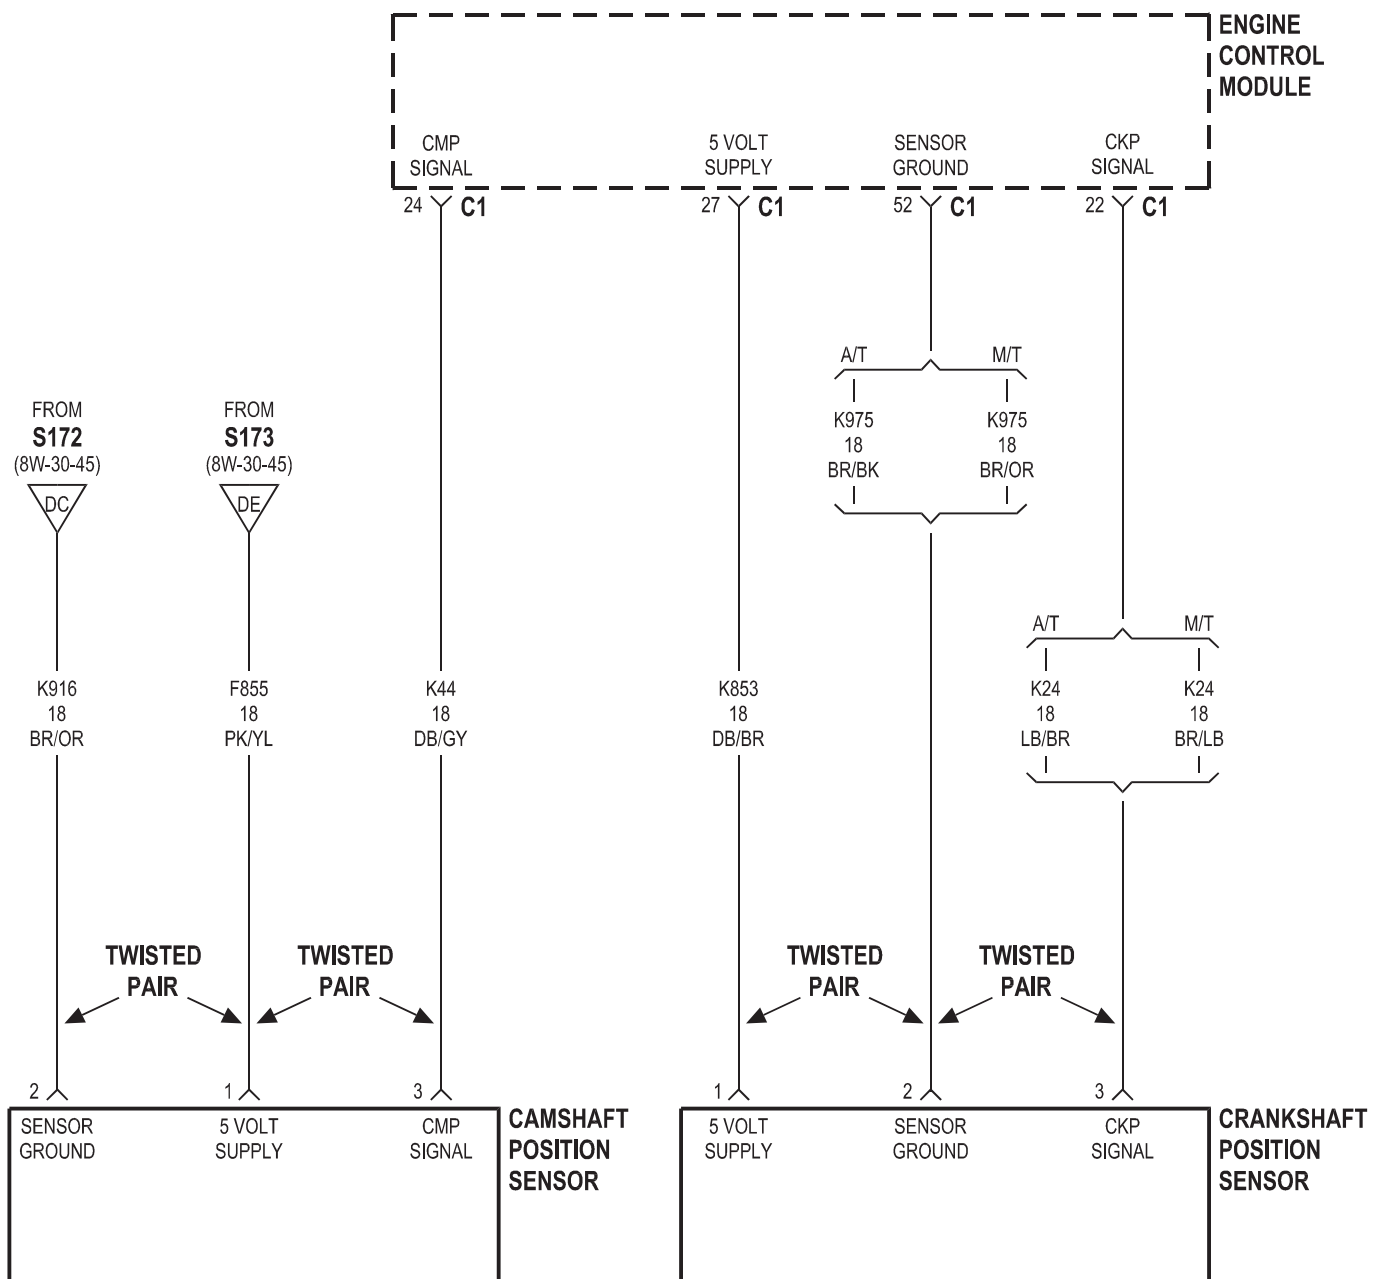 ENGINE
CONTROL
MODULE
CMP
SIGNAL
5 VOLT
SUPPLY
SENSOR
GROUND
CKP
SIGNAL
24 C1
27 C1
52 C1
22 C1
A/T
M/T
K975
18
BR/BK
K975
18
BR/OR
FROM
S172
(8W-30-45)
DC
FROM
S173
(8W-30-45)
DE
A/T
M/T
K916
18
BR/OR
F855
18
PK/YL
K44
18
DB/GY
K853
18
DB/BR
K24
18
LB/BR
K24
18
BR/LB
TWISTED
PAIR
TWISTED
PAIR
TWISTED
PAIR
TWISTED
PAIR
2
1
3
1
2
3
SENSOR
GROUND
5 VOLT
SUPPLY
CMP
SIGNAL
CAMSHAFT
POSITION
SENSOR
5 VOLT
SUPPLY
SENSOR
GROUND
CKP
SIGNAL
CRANKSHAFT
POSITION
SENSOR